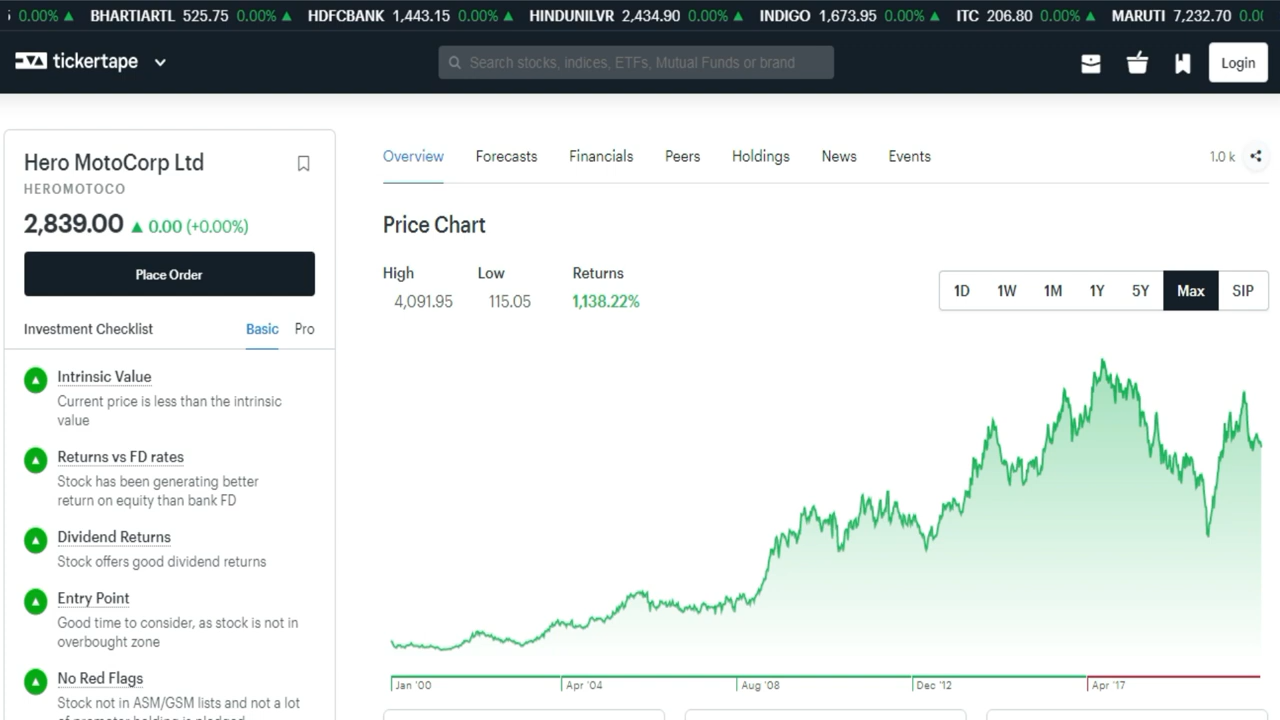 0.00% ▲ BHARTIARTL 525.75 0.00% ▲ HDFCBANK 1,443.15 0.00% ▲ HINDUNILVR 2,434.90 0.00% ▲ INDIGO 1,673.95 0.00% ▲ ITC 206.80 0.00% ▲ MARUTI 7,232.70
tickertape
Search stocks, indices, ETFs, Mutual Funds or brand
Login
Hero MotoCorp Ltd
HEROMOTOCO
2,839.00 ▲ 0.00 (+0.00%)
Place Order
Investment Checklist Basic Pro
Intrinsic Value
Current price is less than the intrinsic
value
Returns vs FD rates
Stock has been generating better
return on equity than bank FD
Dividend Returns
Stock offers good dividend returns
Entry Point
Good time to consider, as stock is not in
overbought zone
No Red Flags
Stock not in ASM/GSM lists and not a lot
of promoter holding is pledged
Overview Forecasts Financials Peers Holdings News Events
1.0 k
Price Chart
High Low Returns
4,091.95 115.05 1,138.22%
1D 1W 1M 1Y 5Y Max SIP
Jan '00 Apr '04 Aug '08 Dec '12 Apr '17